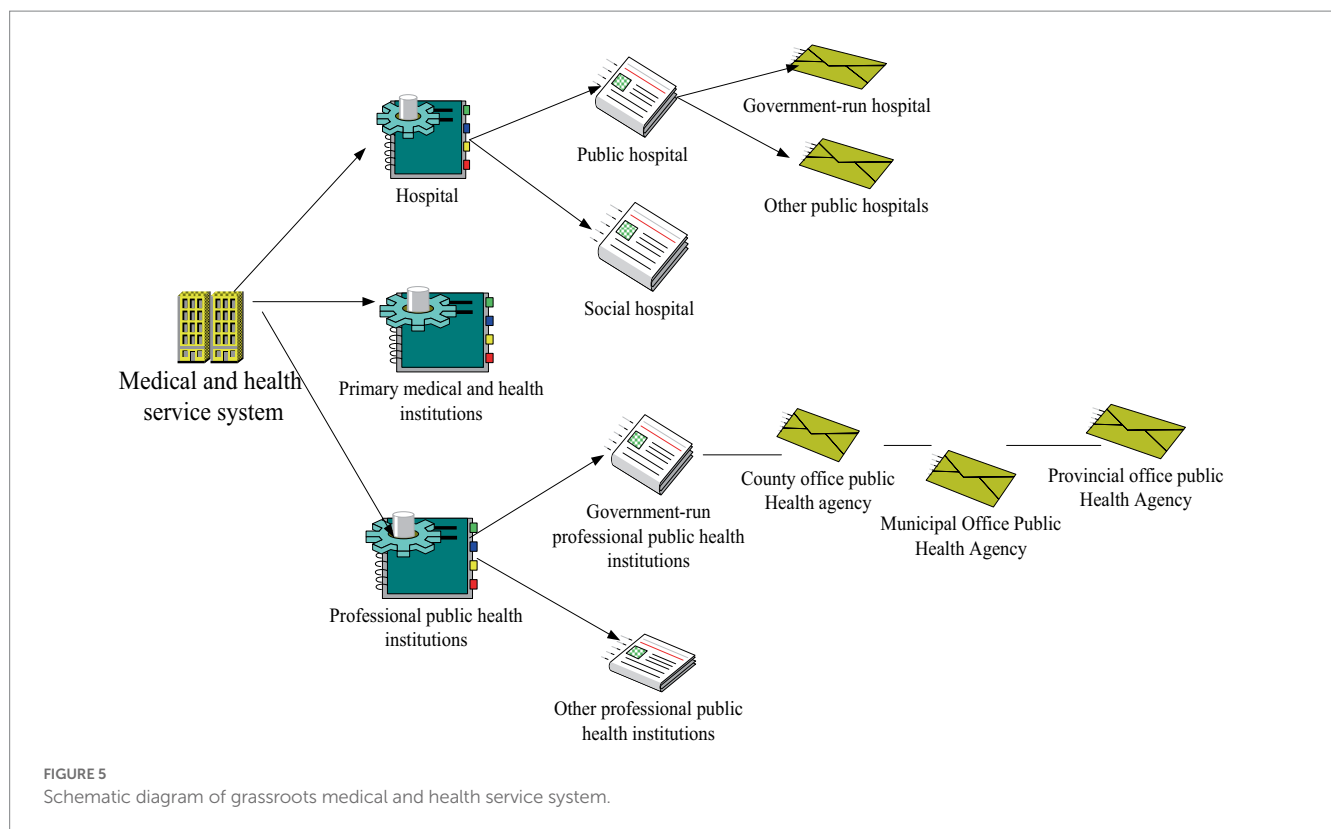 Government-run hospital
Public hospital
Hospital
Other public hospitals
Social hospital
Medical and health
service system
Primary medical and health
institutions
County office public
Health agency
Provincial office public
Health Agency
Municipal Office Public
Health Agency
Government-run
professional public health
institutions
Professional public health
institutions
Other professional public
health institutions
FIGURE 5
Schematic diagram of grassroots medical and health service system.